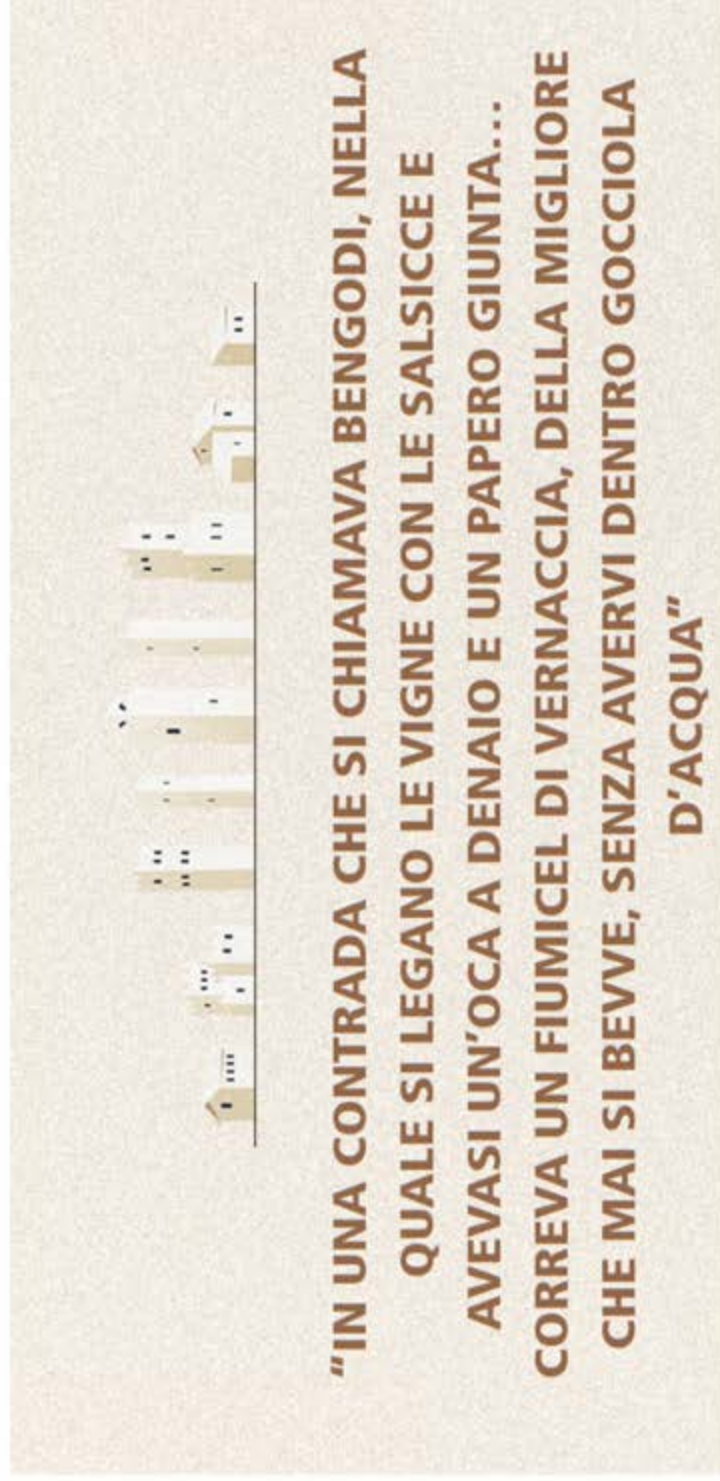 “IN UNA CONTRADA CHE SI CHIAMAVA BENGODI, NELLA
QUALE SI LEGANO LE VIGNE CON LE SALSICCE E
AVEVASI UN’OCA A DENAIO E UN PAPERO GIUNTA...
CORREVA UN FIUMICEL DI VERNACCIA, DELLA MIGLIORE
CHE MAI SI BEVVE, SENZA AVERVI DENTRO GOCCIOLA
D’ACQUA”